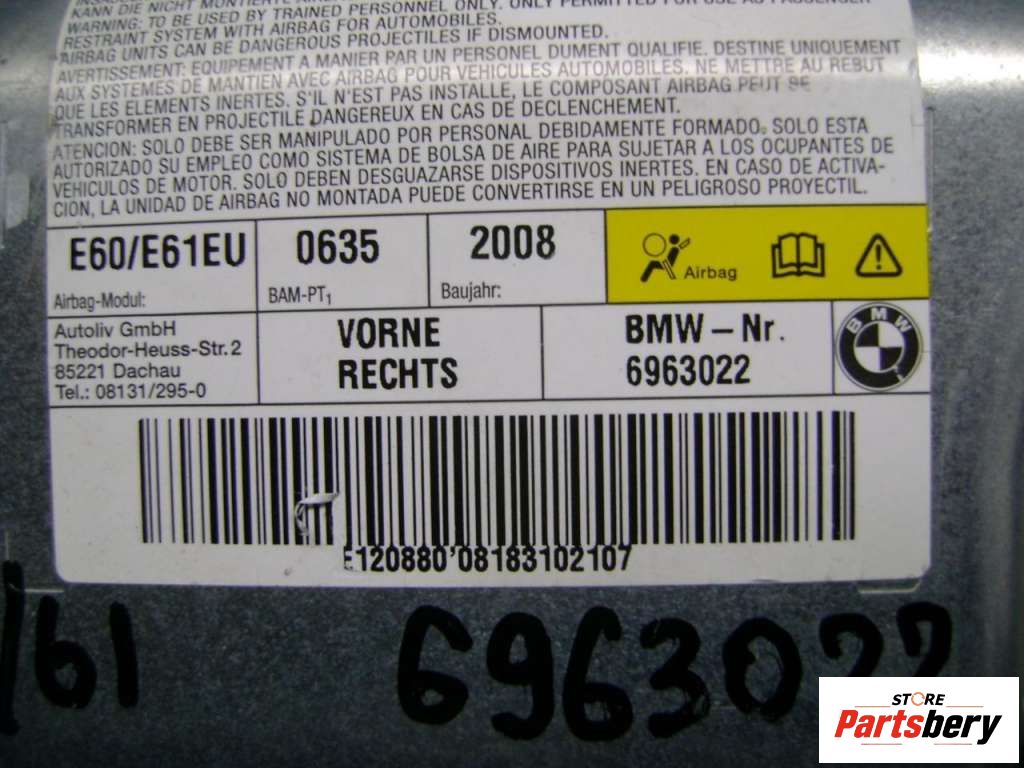 KANN DIE NICHT MONTIERTE
WARNING: TO BE USED BY TRAINED PERSONNEL ONLY. ONLY PERMITTED FOR USE AS PASSENGER
RESTRAINT SYSTEM WITH AIRBAG FOR AUTOMOBILES.
AIRBAG UNITS CAN BE DANGEROUS PROJECTILES IF DISMOUNTED.
AVERTISSEMENT: EQUIPEMENT A MANIER PAR UN PERSONEL DUMENT QUALIFIE. DESTINE UNIQUEMENT
AUX SYSTEMES DE MANTIEN AVEC AIRBAG POUR VEHICULES AUTOMOBILES. NE METTRE AU REBUT
QUE LES ELEMENTS INERTES. S'IL N'EST PAS INSTALLE, LE COMPOSANT AIRBAG PEUT SE
TRANSFORMER EN PROJECTILE DANGEREUX EN CAS DE DECLENCHEMENT.
ATENCION: SOLO DEBE SER MANIPULADO POR PERSONAL DEBIDAMENTE FORMADO. SOLO ESTA
AUTORIZADO SU EMPLEO COMO SISTEMA DE BOLSA DE AIRE PARA SUJETAR A LOS OCUPANTES DE
VEHICULOS DE MOTOR. SOLO DEBEN DESGUAZARSE DISPOSITIVOS INERTES. EN CASO DE ACTIVA-
CION, LA UNIDAD DE AIRBAG NO MONTADA PUEDE CONVERTIRSE EN UN PELIGROSO PROYECTIL.
E60/E61EU 0635 2008
Airbag
Airbag-Modul: BAM-PT1 Baujahr:
Autoliv GmbH
Theodor-Heuss-Str. 2
85221 Dachau
Tel.: 08131/295-0
VORNE
RECHTS
BMW – Nr.
6963022
BMW
E120880'08183102107
/61 6963022
STORE
Partsbery